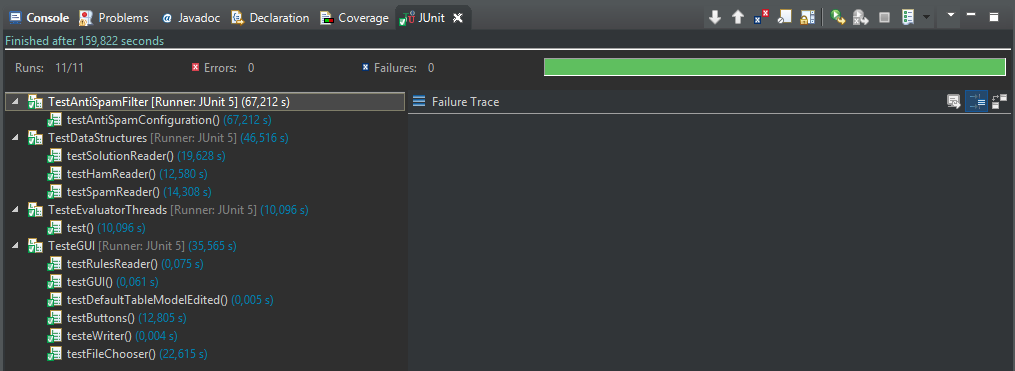 Console Problems Javadoc Declaration Coverage JUnit
Finished after 159,822 seconds
Runs: 11/11 Errors: 0 Failures: 0
TestAntiSpamFilter [Runner: JUnit 5] (67,212 s)
Failure Trace
testAntiSpamConfiguration() (67,212 s)
TestDataStructures [Runner: JUnit 5] (46,516 s)
testSolutionReader() (19,628 s)
testHamReader() (12,580 s)
testSpamReader() (14,308 s)
TesteEvaluatorThreads [Runner: JUnit 5] (10,096 s)
test() (10,096 s)
TesteGUI [Runner: JUnit 5] (35,565 s)
testRulesReader() (0,075 s)
testGUI() (0,061 s)
testDefaultTableModelEdited() (0,005 s)
testButtons() (12,805 s)
testeWriter() (0,004 s)
testFileChooser() (22,615 s)